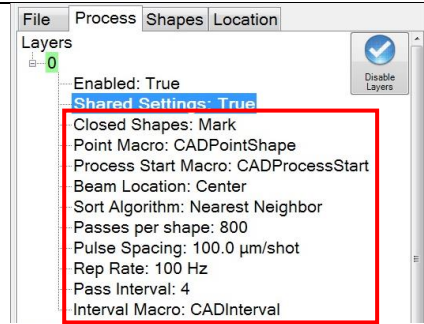 File Process Shapes Location
Layers
0
Disable
Layers
Enabled: True
Shared Settings: True
Closed Shapes: Mark
Point Macro: CADPointShape
Process Start Macro: CADProcessStart
Beam Location: Center
Sort Algorithm: Nearest Neighbor
Passes per shape: 800
Pulse Spacing: 100.0 µm/shot
Rep Rate: 100 Hz
Pass Interval: 4
Interval Macro: CADInterval